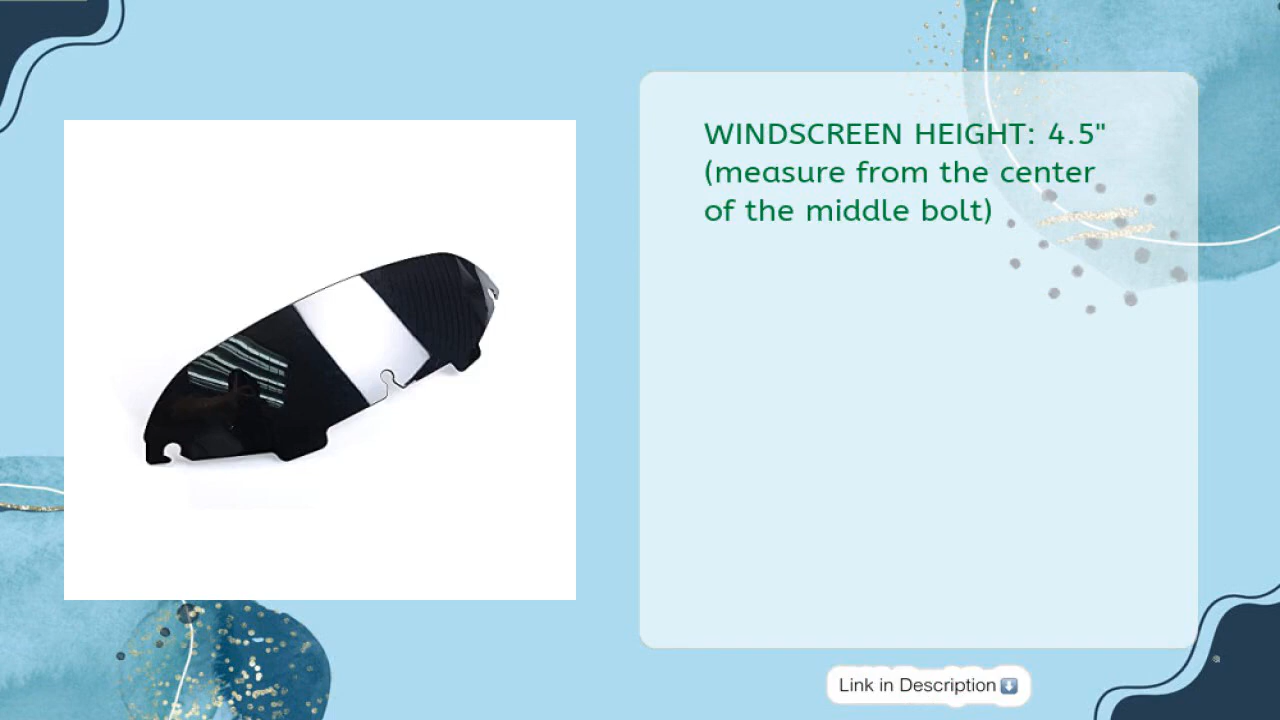 WINDSCREEN HEIGHT: 4.5"
(measure from the center
of the middle bolt)
Link in Description ⬇️